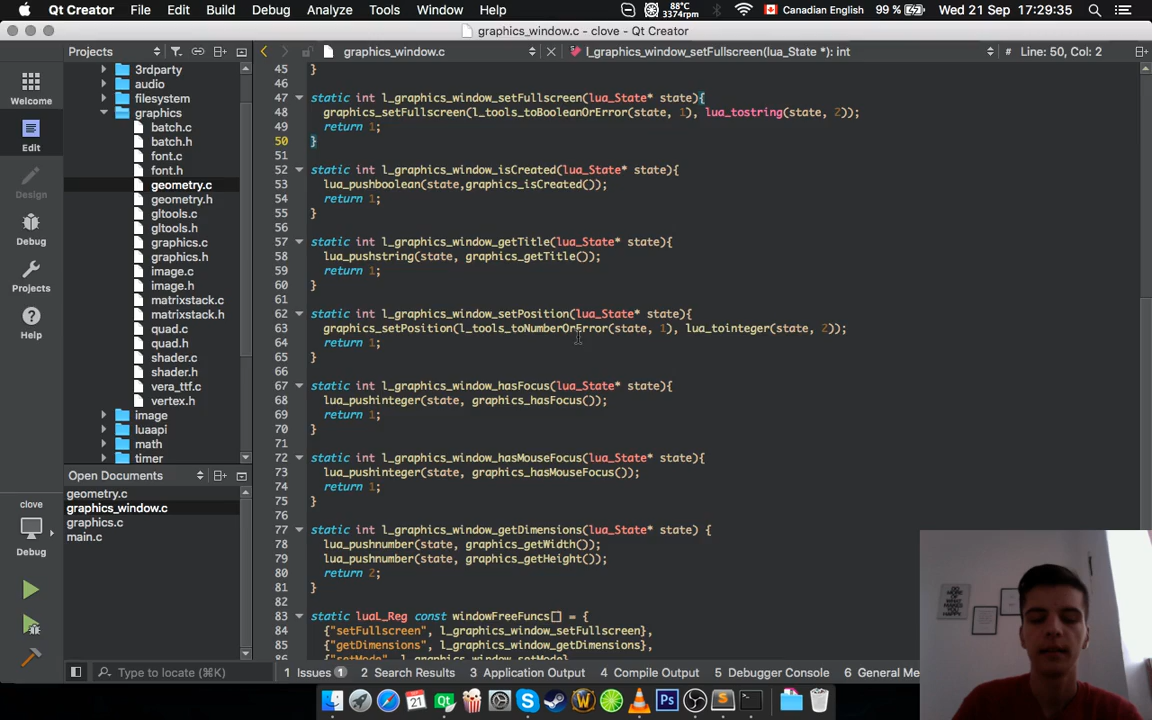 Qt Creator File Edit Build Debug Analyze Tools Window Help 88°C 3374rpm Canadian English 99 % Wed 21 Sep 17:29:35
graphics_window.c - clove - Qt Creator
Projects graphics_window.c l_graphics_window_setFullscreen(lua_State *): int # Line: 50, Col: 2
Welcome
Edit
Design
Debug
Projects
Help
clove
Debug
3rdparty
audio
filesystem
graphics
batch.c
batch.h
font.c
font.h
geometry.c
geometry.h
gltools.c
gltools.h
graphics.c
graphics.h
image.c
image.h
matrixstack.c
matrixstack.h
quad.c
quad.h
shader.c
shader.h
vera_ttf.c
vertex.h
image
luaapi
math
timer
Open Documents
geometry.c
graphics_window.c
graphics.c
main.c
45 }
46
47 static int l_graphics_window_setFullscreen(lua_State* state){
48 graphics_setFullscreen(l_tools_toBooleanOrError(state, 1), lua_tostring(state, 2));
49 return 1;
50 }
51
52 static int l_graphics_window_isCreated(lua_State* state){
53 lua_pushboolean(state,graphics_isCreated());
54 return 1;
55 }
56
57 static int l_graphics_window_getTitle(lua_State* state){
58 lua_pushstring(state, graphics_getTitle());
59 return 1;
60 }
61
62 static int l_graphics_window_setPosition(lua_State* state){
63 graphics_setPosition(l_tools_toNumberOrError(state, 1), lua_tointeger(state, 2));
64 return 1;
65 }
66
67 static int l_graphics_window_hasFocus(lua_State* state){
68 lua_pushinteger(state, graphics_hasFocus());
69 return 1;
70 }
71
72 static int l_graphics_window_hasMouseFocus(lua_State* state){
73 lua_pushinteger(state, graphics_hasMouseFocus());
74 return 1;
75 }
76
77 static int l_graphics_window_getDimensions(lua_State* state) {
78 lua_pushnumber(state, graphics_getWidth());
79 lua_pushnumber(state, graphics_getHeight());
80 return 2;
81 }
82
83 static luaL_Reg const windowFreeFuncs[] = {
84 {"setFullscreen", l_graphics_window_setFullscreen},
85 {"getDimensions", l_graphics_window_getDimensions},
86 {"setMode", l_graphics_window_setMode},
Type to locate (⌘K) 1 Issues 1 2 Search Results 3 Application Output 4 Compile Output 5 Debugger Console 6 General Me